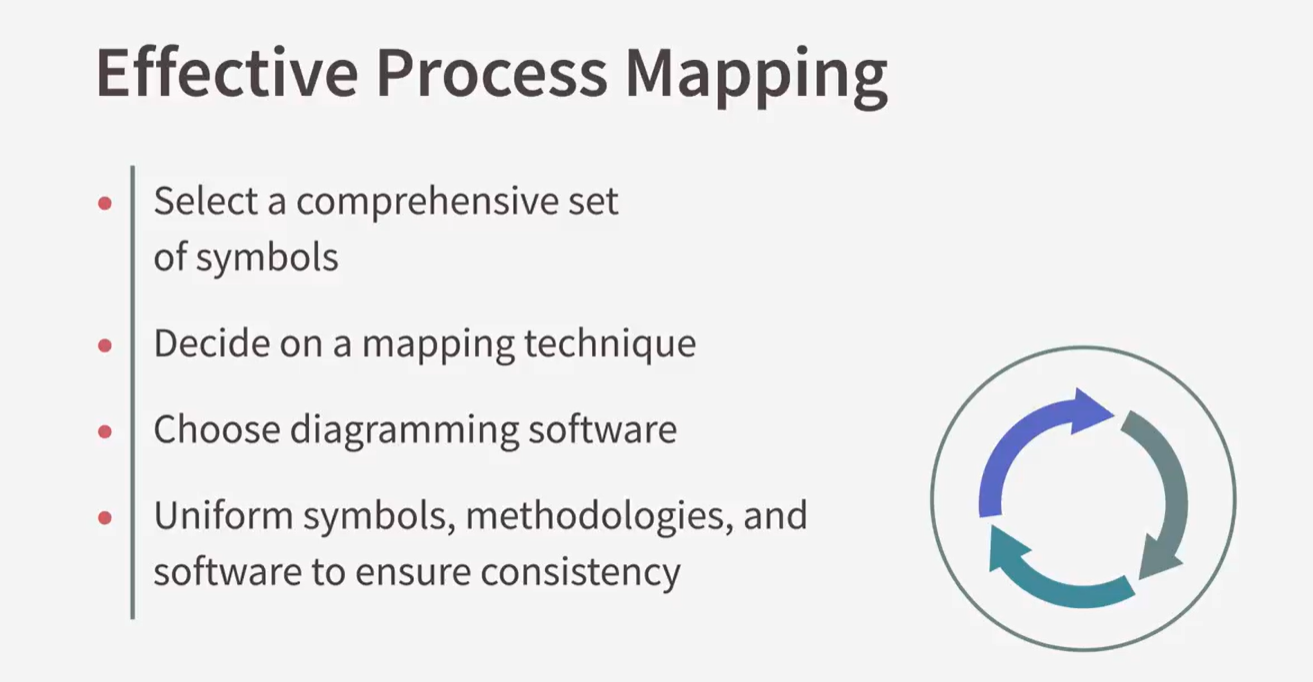 Effective Process Mapping
Select a comprehensive set
of symbols
Decide on a mapping technique
Choose diagramming software
Uniform symbols, methodologies, and
software to ensure consistency